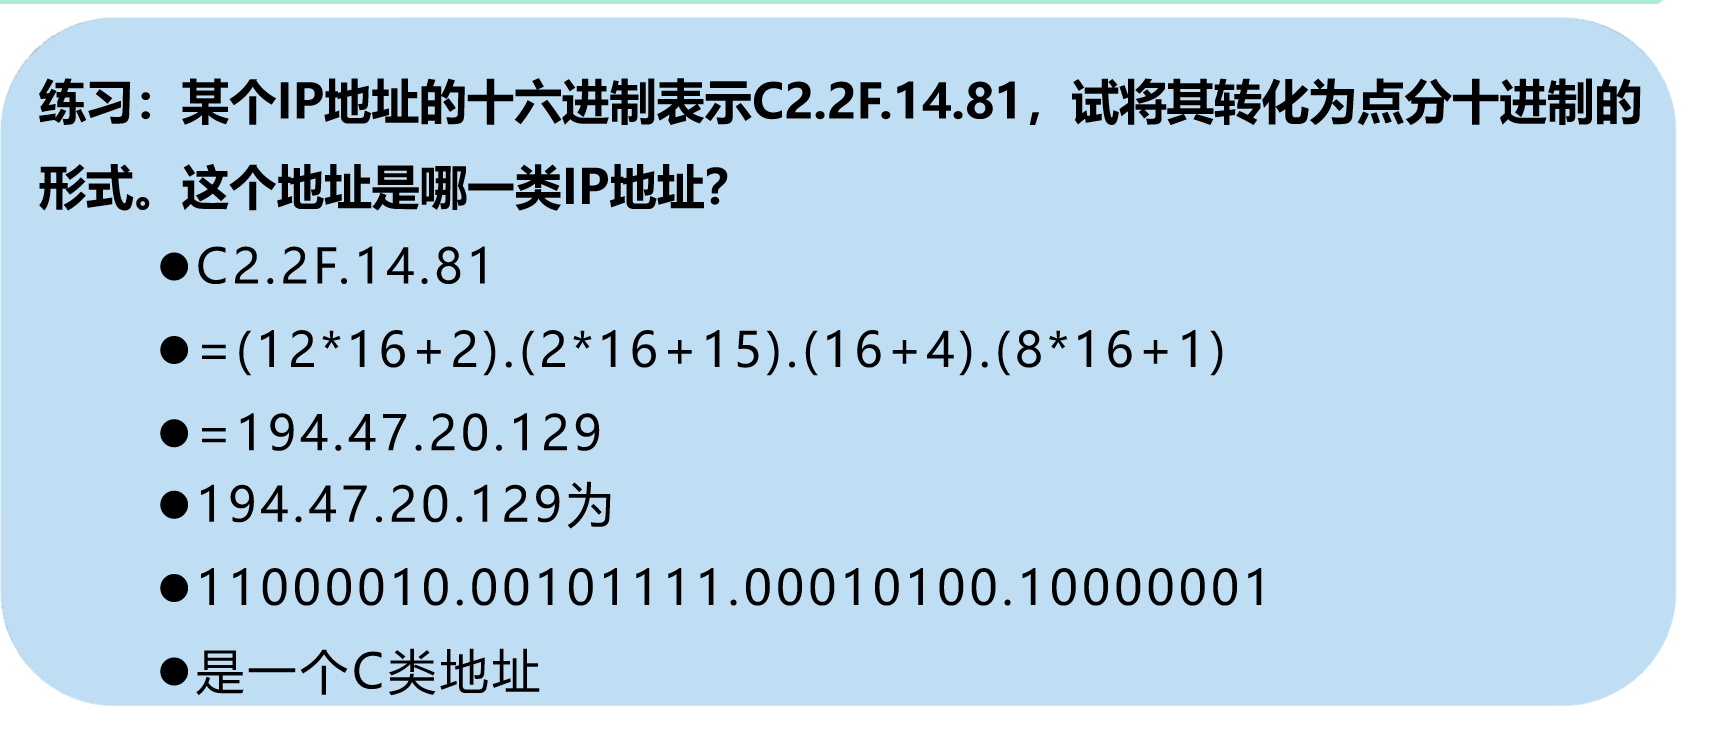 练习：某个IP地址的十六进制表示C2.2F.14.81，试将其转化为点分十进制的
形式。这个地址是哪一类IP地址？
●C2.2F.14.81
●=(12*16+2).(2*16+15).(16+4).(8*16+1)
●=194.47.20.129
●194.47.20.129为
●11000010.00101111.00010100.10000001
●是一个C类地址